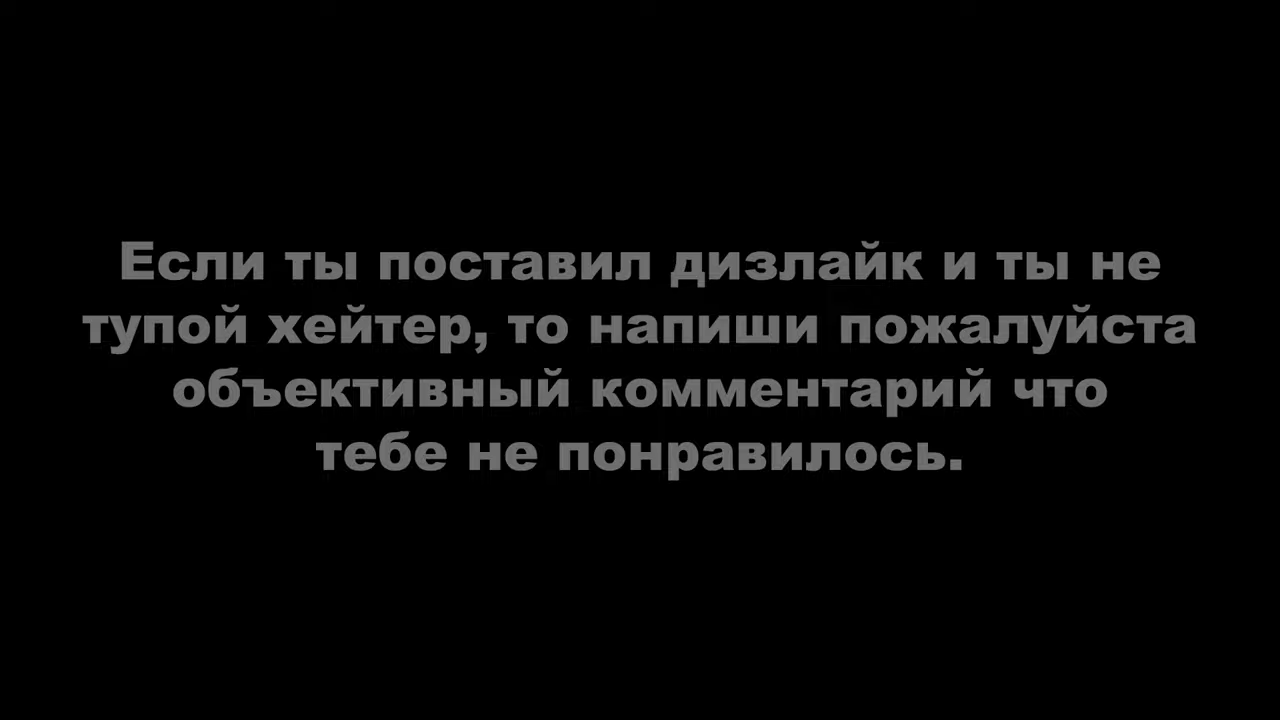 Если ты поставил дизлайк и ты не
тупой хейтер, то напиши пожалуйста
объективный комментарий что
тебе не понравилось.